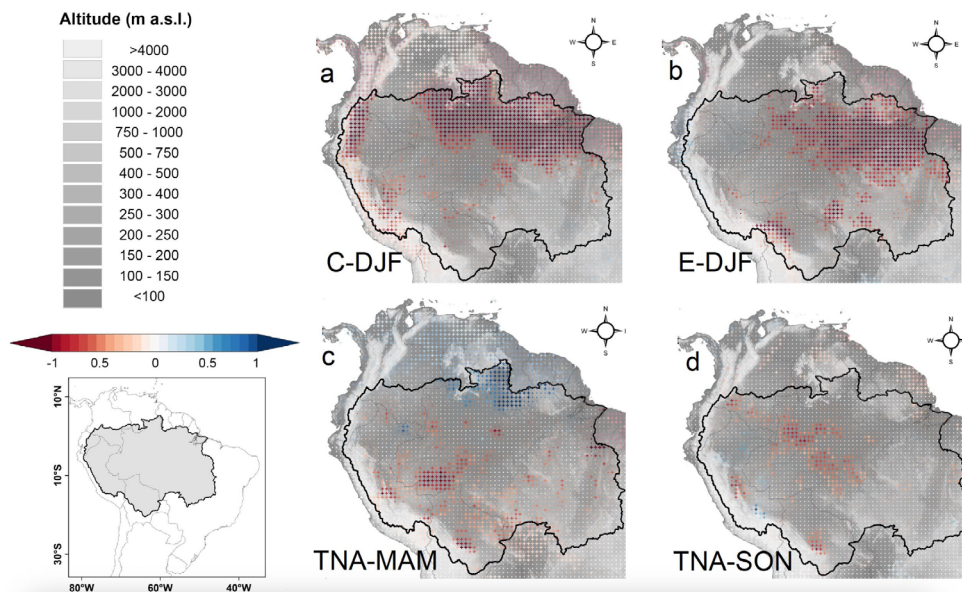 Altitude (m a.s.l.)
>4000
3000 - 4000
2000 - 3000
1000 - 2000
750 - 1000
500 - 750
400 - 500
300 - 400
250 - 300
200 - 250
150 - 200
100 - 150
<100
-1 0.5 0 0.5 1
10°N
10°S
30°S
80°W 60°W 40°W
a
N
W E
S
C-DJF
b
N
W E
S
E-DJF
c
N
W
S
TNA-MAM
d
N
W E
S
TNA-SON